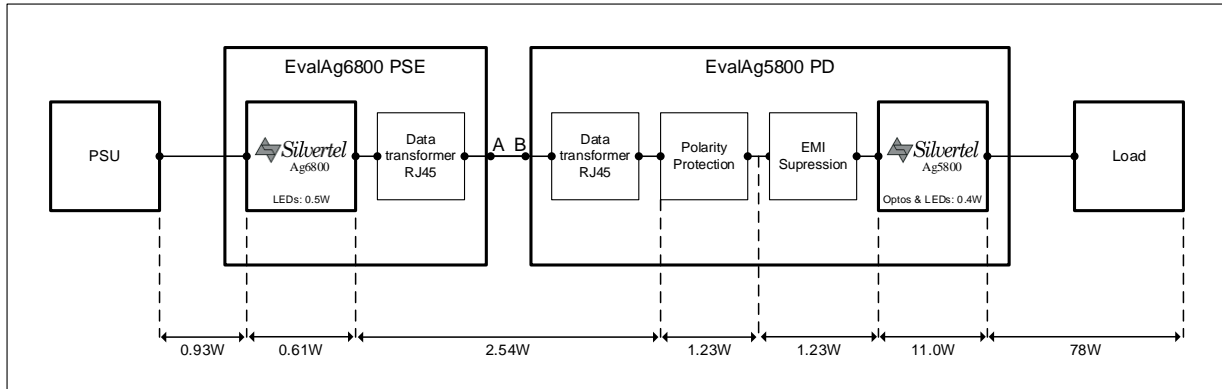 EvalAg6800 PSE
EvalAg5800 PD
PSU
Silvertel
Ag6800
LEDs: 0.5W
Data
transformer
RJ45
A B
Data
transformer
RJ45
Polarity
Protection
EMI
Supression
Silvertel
Ag5800
Optos & LEDs: 0.4W
Load
0.93W
0.61W
2.54W
1.23W
1.23W
11.0W
78W